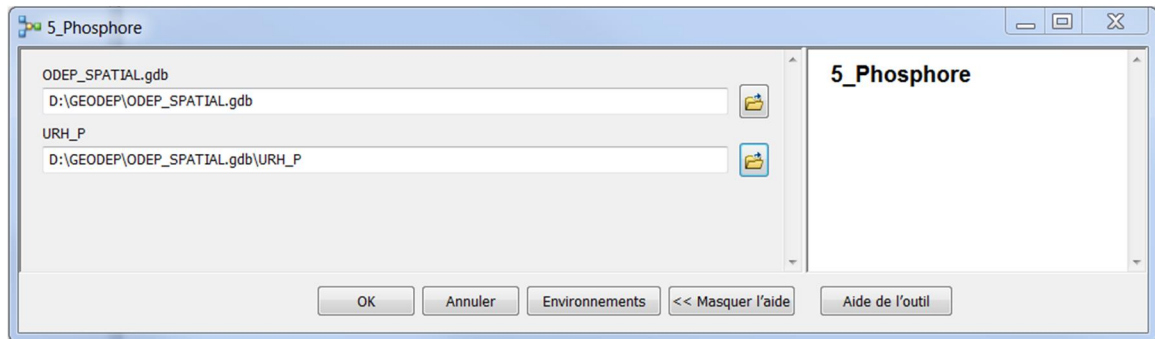 5_Phosphore
ODEP_SPATIAL.gdb
D:\GEODEP\ODEP_SPATIAL.gdb
URH_P
D:\GEODEP\ODEP_SPATIAL.gdb\URH_P
5_Phosphore
OK
Annuler
Environnements
<< Masquer l'aide
Aide de l'outil